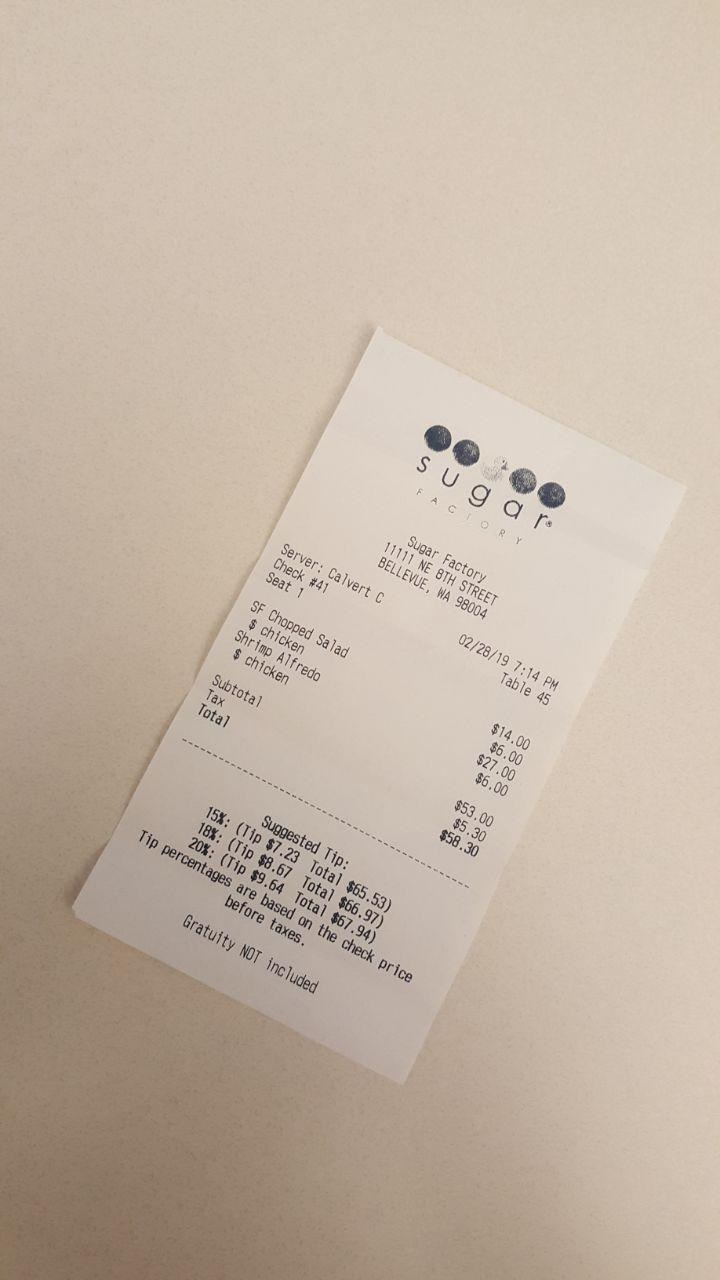 sugar®
FACTORY
Sugar Factory
11111 NE 8TH STREET
BELLEVUE, WA 98004
Server: Calvert C
Check #41 02/28/19 7:14 PM
Seat 1 Table 45
SF Chopped Salad $14.00
$ chicken $6.00
Shrimp Alfredo $27.00
$ chicken $6.00
Subtotal $53.00
Tax $5.30
Total $58.30
Suggested Tip:
15%: (Tip $7.23 Total $65.53)
18%: (Tip $8.67 Total $66.97)
20%: (Tip $9.64 Total $67.94)
Tip percentages are based on the check price
before taxes.
Gratuity NOT included